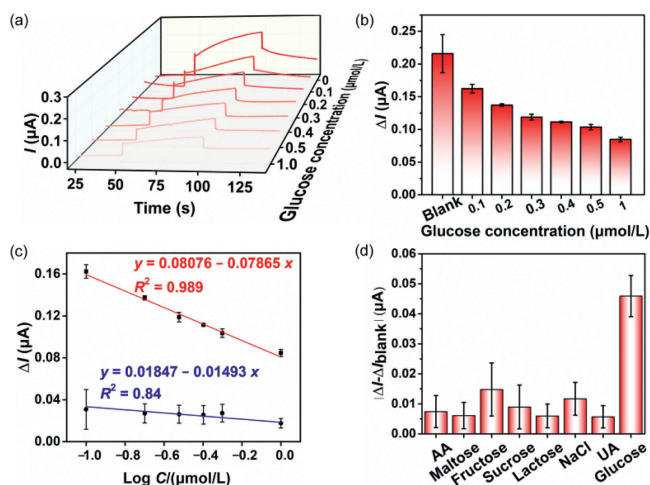 (a)
0.3
0.2
0.1
0.0
I (μA)
25
50
75
100
125
Time (s)
0
0.1
0.2
0.3
0.4
0.5
1.0
Glucose concentration (μmol/L)
(b)
0.25
0.20
0.15
0.10
0.05
0.00
ΔI (μA)
Blank
0.1
0.2
0.3
0.4
0.5
1
Glucose concentration (μmol/L)
(c)
y = 0.08076 − 0.07865 x
R² = 0.989
y = 0.01847 − 0.01493 x
R² = 0.84
0.16
0.12
0.08
0.04
0.00
ΔI (μA)
−1.0
−0.8
−0.6
−0.4
−0.2
0.0
Log C/(μmol/L)
(d)
0.06
0.05
0.04
0.03
0.02
0.01
0.00
|ΔI-ΔIblank| (μA)
AA
Maltose
Fructose
Sucrose
Lactose
NaCl
UA
Glucose